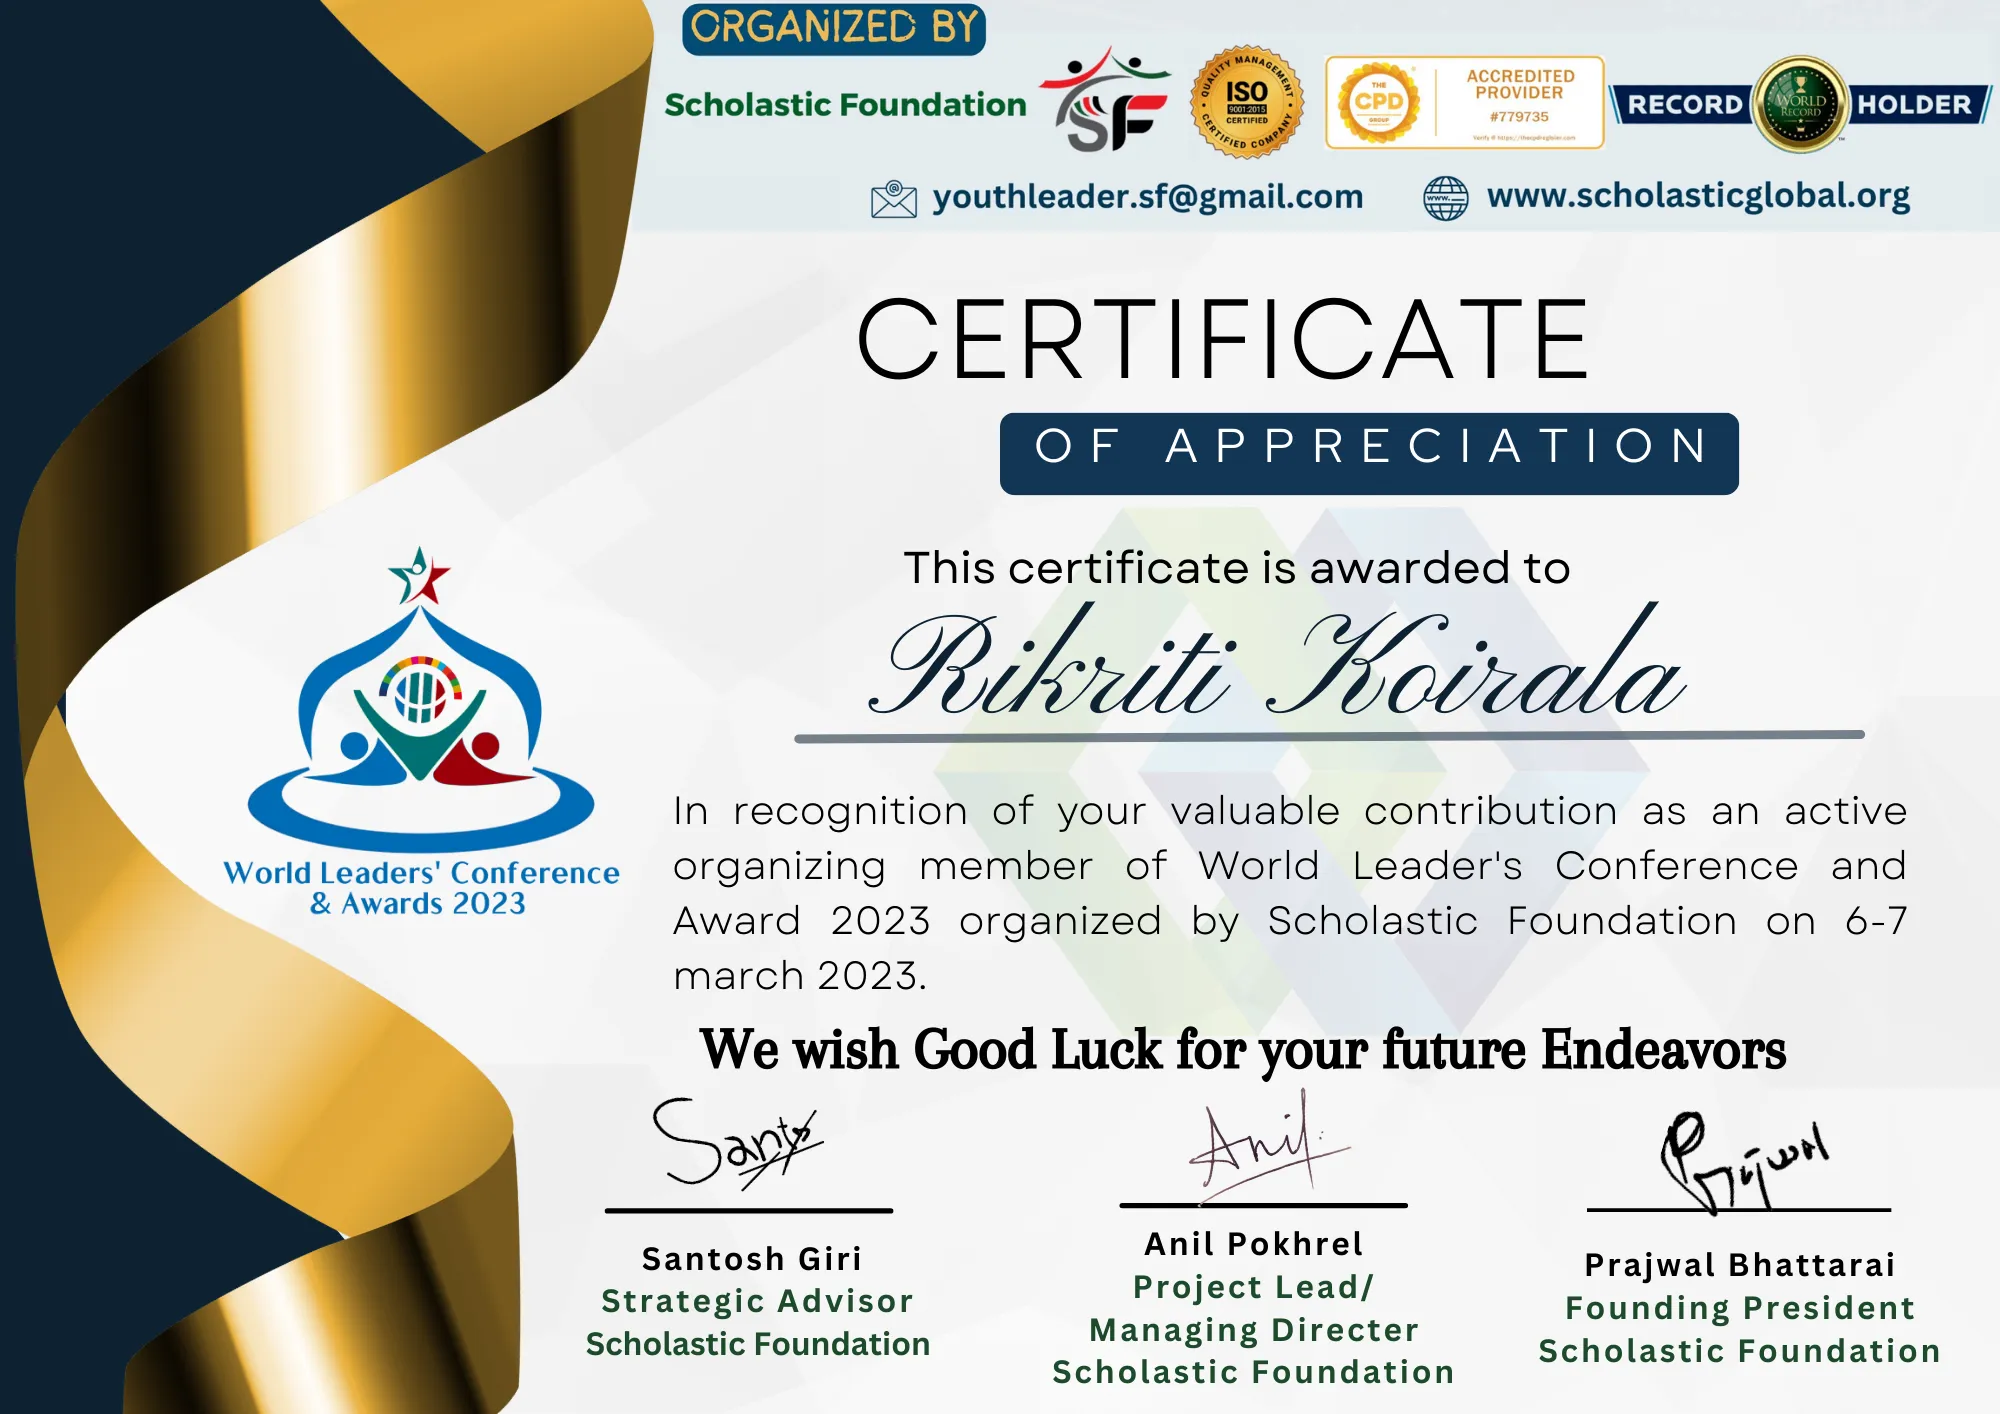 ORGANIZED BY
Scholastic Foundation
SF
QUALITY MANAGEMENT
ISO
9001:2015
CERTIFIED
CERTIFIED COMPANY
THE
CPD
GROUP
ACCREDITED
PROVIDER
#779735
RECORD
WORLD
RECORD
HOLDER
youthleader.sf@gmail.com
www.
www.scholasticglobal.org
CERTIFICATE
OF APPRECIATION
This certificate is awarded to
Rikriti Koirala
World Leaders' Conference
& Awards 2023
In recognition of your valuable contribution as an active
organizing member of World Leader's Conference and
Award 2023 organized by Scholastic Foundation on 6-7
march 2023.
We wish Good Luck for your future Endeavors
Santosh Giri
Strategic Advisor
Scholastic Foundation
Anil
Anil Pokhrel
Project Lead/
Managing Directer
Scholastic Foundation
Prajwal
Prajwal Bhattarai
Founding President
Scholastic Foundation